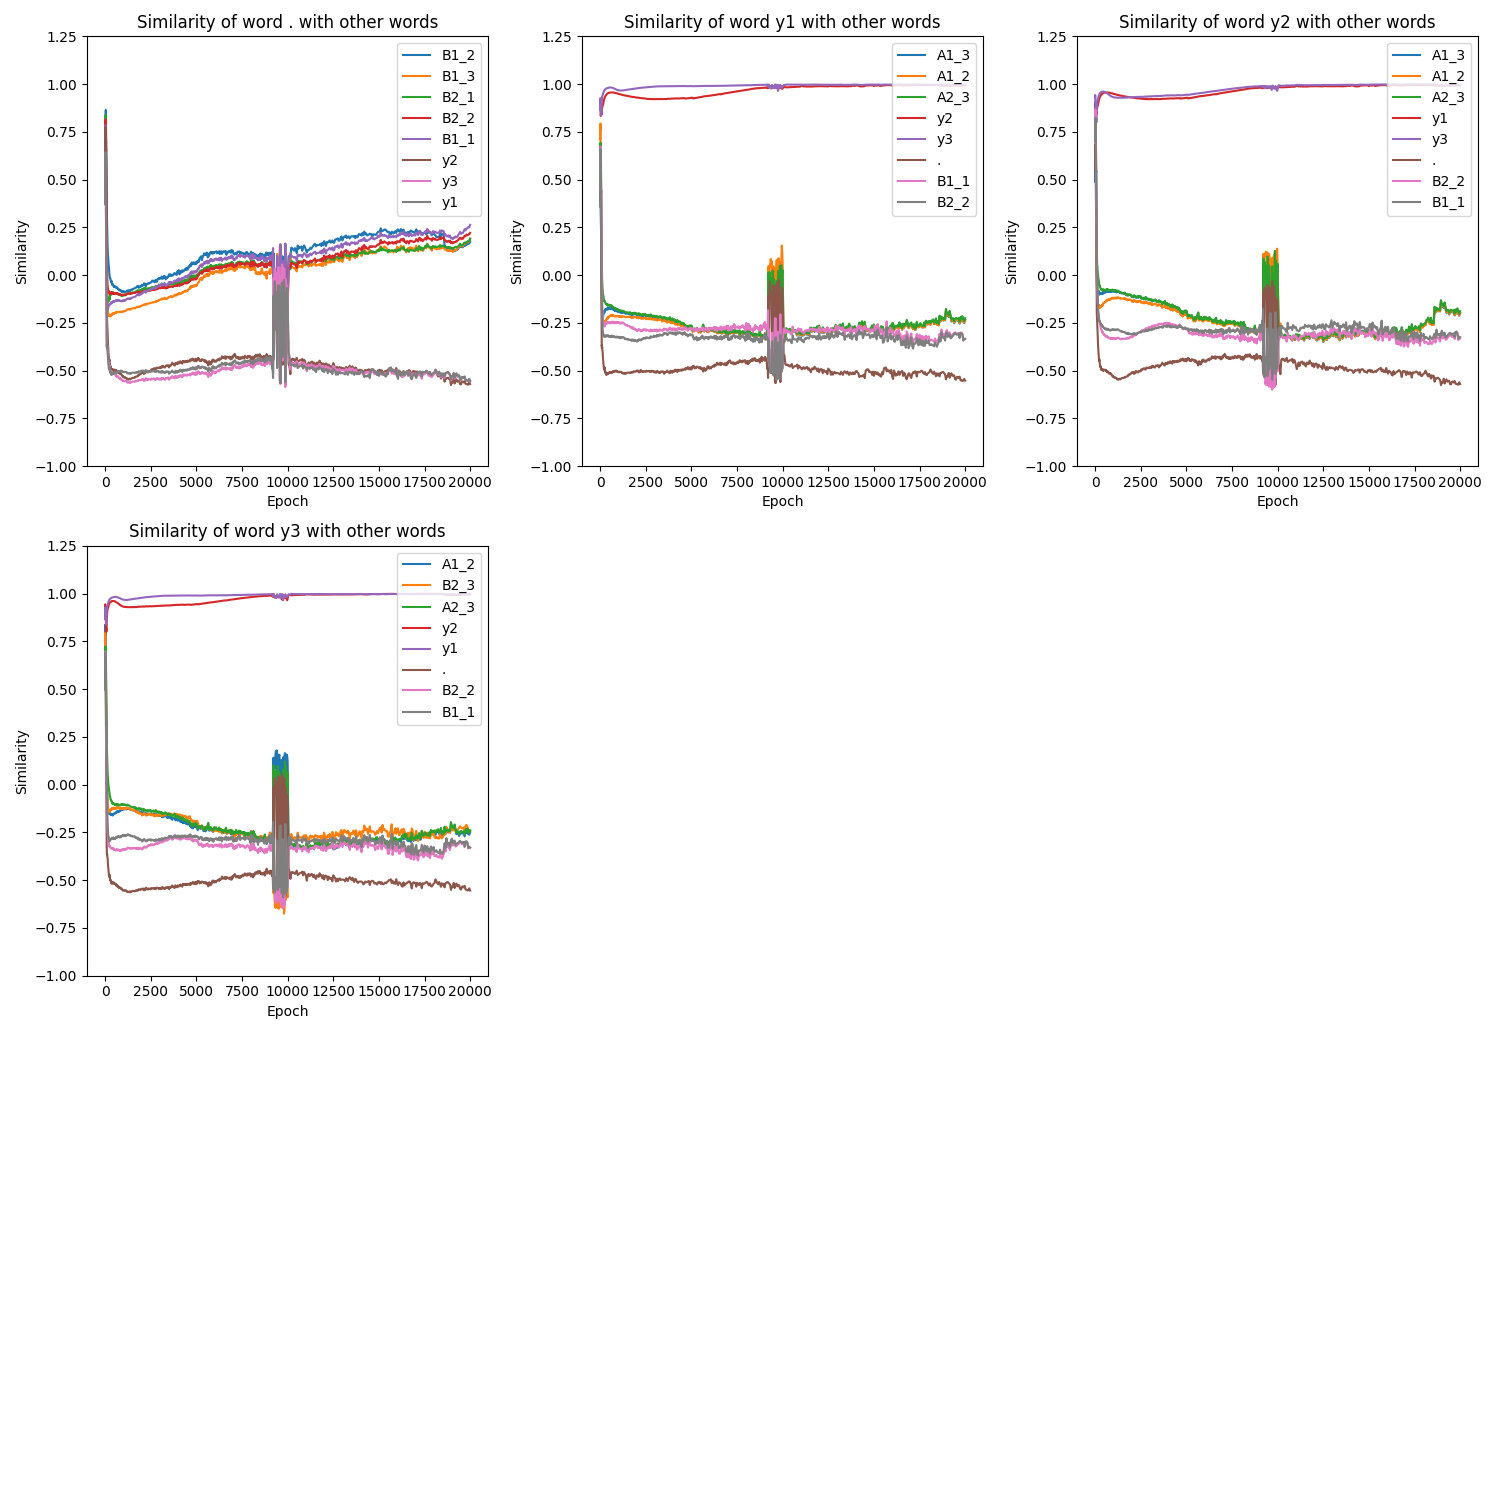 Similarity of word . with other words
Similarity
1.25
1.00
0.75
0.50
0.25
0.00
−0.25
−0.50
−0.75
−1.00
B1_2
B1_3
B2_1
B2_2
B1_1
y2
y3
y1
0 2500 5000 7500 10000 12500 15000 17500 20000
Epoch
Similarity of word y1 with other words
Similarity
1.25
1.00
0.75
0.50
0.25
0.00
−0.25
−0.50
−0.75
−1.00
A1_3
A1_2
A2_3
y2
y3
.
B1_1
B2_2
0 2500 5000 7500 10000 12500 15000 17500 20000
Epoch
Similarity of word y2 with other words
Similarity
1.25
1.00
0.75
0.50
0.25
0.00
−0.25
−0.50
−0.75
−1.00
A1_3
A1_2
A2_3
y1
y3
.
B2_2
B1_1
0 2500 5000 7500 10000 12500 15000 17500 20000
Epoch
Similarity of word y3 with other words
Similarity
1.25
1.00
0.75
0.50
0.25
0.00
−0.25
−0.50
−0.75
−1.00
A1_2
B2_3
A2_3
y2
y1
.
B2_2
B1_1
0 2500 5000 7500 10000 12500 15000 17500 20000
Epoch